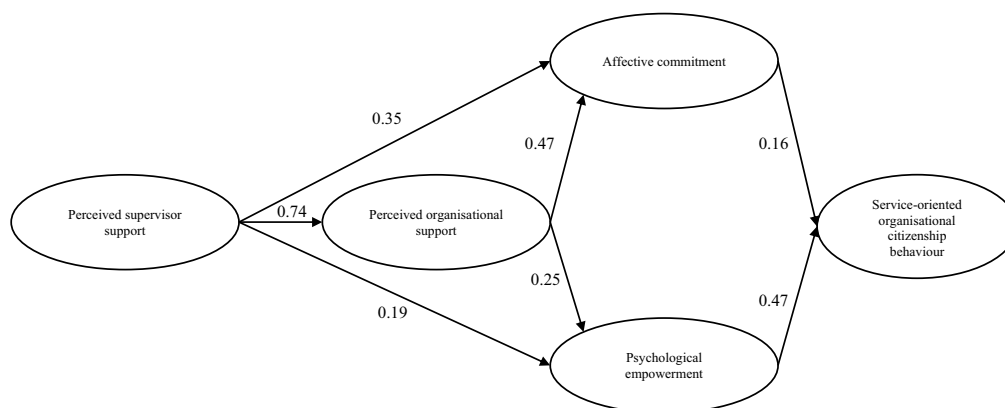 Affective commitment
0.35
0.47
0.16
Perceived supervisor
support
0.74
Perceived organisational
support
Service-oriented
organisational
citizenship
behaviour
0.25
0.19
0.47
Psychological
empowerment